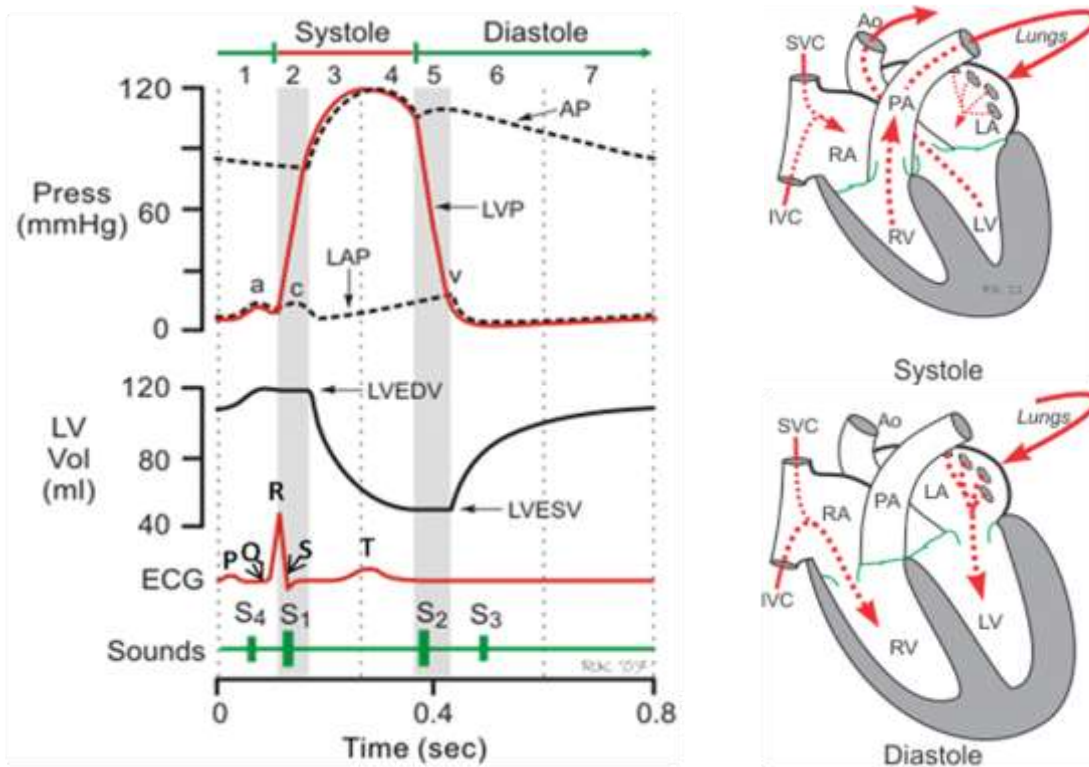 Systole
Diastole
1 2 3 4 5 6 7
120
60
0
Press
(mmHg)
AP
LVP
LAP
a
c
v
120
80
40
LV
Vol
(ml)
LVEDV
LVESV
R
P
Q
S
T
ECG
S4 S1 S2 S3
Sounds
0 0.4 0.8
Time (sec)
Ao
SVC
Lungs
PA
LA
RA
IVC
RV
LV
Systole
Lungs
SVC
Ao
LA
RA
PA
IVC
LV
RV
Diastole